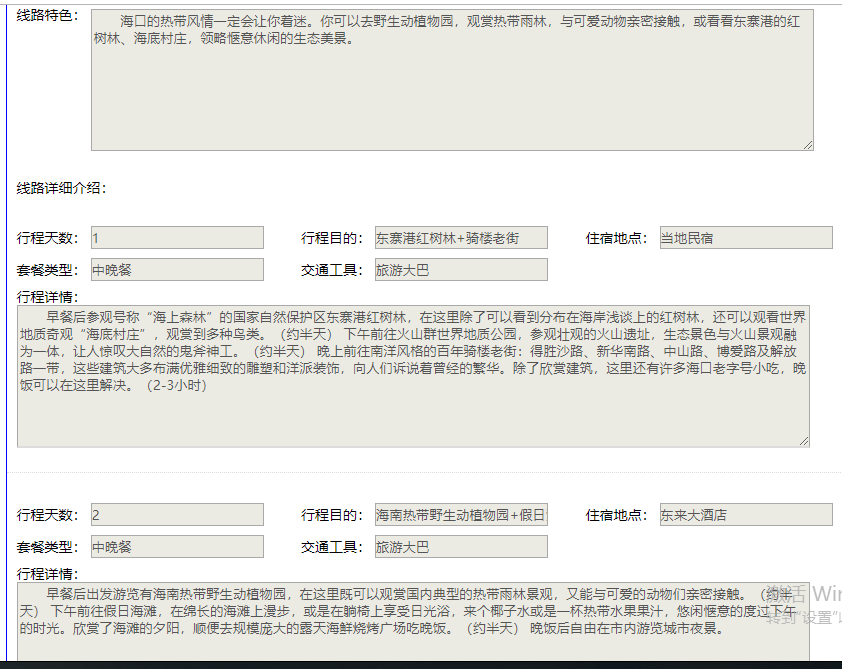 线路特色：
海口的热带风情一定会让你着迷。你可以去野生动植物园，观赏热带雨林，与可爱动物亲密接触，或看看东寨港的红
树林、海底村庄，领略惬意休闲的生态美景。
线路详细介绍：
行程天数： 1 行程目的： 东寨港红树林+骑楼老街 住宿地点： 当地民宿
套餐类型： 中晚餐 交通工具： 旅游大巴
行程详情：
早餐后参观号称“海上森林”的国家自然保护区东寨港红树林，在这里除了可以看到分布在海岸浅谈上的红树林，还可以观看世界
地质奇观“海底村庄”，观赏到多种鸟类。（约半天） 下午前往火山群世界地质公园，参观壮观的火山遗址，生态景色与火山景观融
为一体，让人惊叹大自然的鬼斧神工。（约半天） 晚上前往南洋风格的百年骑楼老街：得胜沙路、新华南路、中山路、博爱路及解放
路一带，这些建筑大多布满优雅细致的雕塑和洋派装饰，向人们诉说着曾经的繁华。除了欣赏建筑，这里还有许多海口老字号小吃，晚
饭可以在这里解决。（2-3小时）
行程天数： 2 行程目的： 海南热带野生动植物园+假日 住宿地点： 东来大酒店
套餐类型： 中晚餐 交通工具： 旅游大巴
行程详情：
早餐后出发游览有海南热带野生动植物园，在这里既可以观赏国内典型的热带雨林景观，又能与可爱的动物们亲密接触。（约半
天） 下午前往假日海滩，在绵长的海滩上漫步，或是在躺椅上享受日光浴，来个椰子水或是一杯热带水果果汁，悠闲惬意的度过下午
的时光。欣赏了海滩的夕阳，顺便去规模庞大的露天海鲜烧烤广场吃晚饭。（约半天） 晚饭后自由在市内游览城市夜景。
激活 Win
转到“设置”以